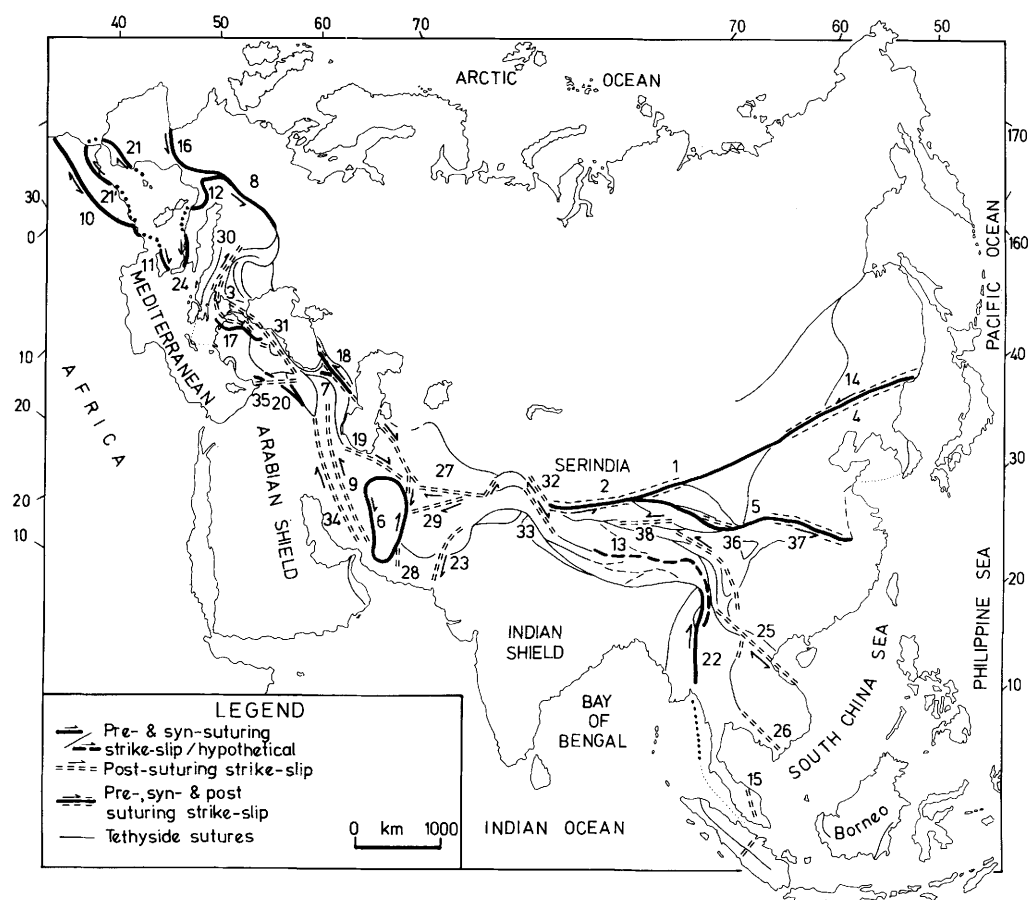 40 50 60 70 70 60 50
ARCTIC OCEAN
170
30
0
160
10
40
20
30
20
10
20
10
16
21
21
8
12
10
30
11
24
3
31
17
18
14
4
7
35 20
19
27
SERINDIA
1
32
2
9
5
6
29
34
33
38
36
37
13
28
23
25
22
26
15
MEDITERRANEAN
AFRICA
ARABIAN SHIELD
INDIAN
SHIELD
BAY
OF
BENGAL
INDIAN OCEAN
SOUTH CHINA SEA
PHILIPPINE SEA
PACIFIC OCEAN
Borneo
LEGEND
Pre- & syn-suturing
strike-slip/hypothetical
Post-suturing strike-slip
Pre-, syn- & post
suturing strike-slip
Tethyside sutures
0 km 1000